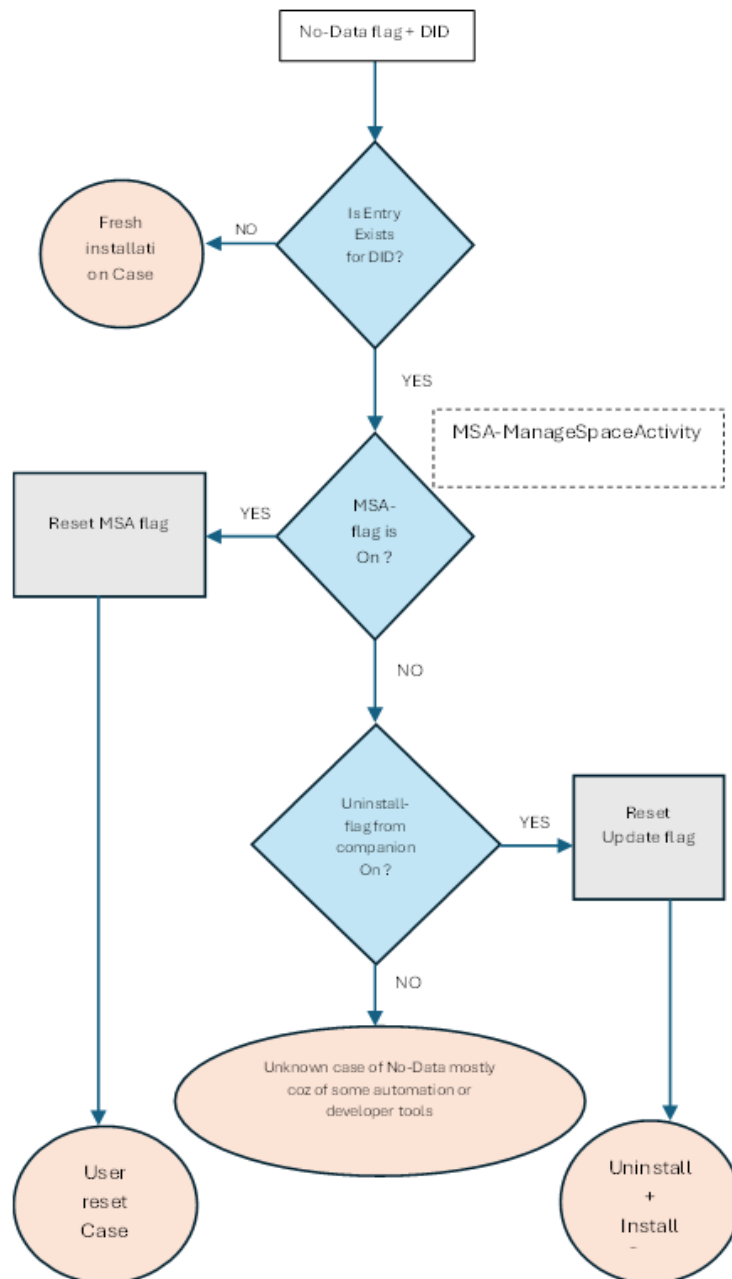 No-Data flag + DID
Is Entry
Exists
for DID?
NO
Fresh
installati
on Case
YES
MSA-ManageSpaceActivity
MSA-
flag is
On ?
YES
Reset MSA flag
NO
Uninstall-
flag from
companion
On ?
YES
Reset
Update flag
NO
Unknown case of No-Data mostly
coz of some automation or
developer tools
User
reset
Case
Uninstall
+
Install